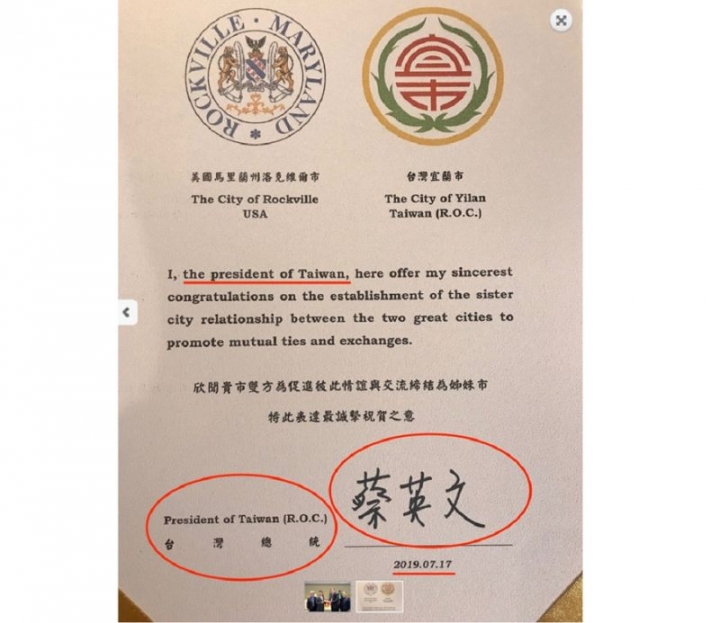 ROCKVILLE MARYLAND
美國馬里蘭州洛克維爾市
The City of Rockville
USA
台灣宜蘭市
The City of Yilan
Taiwan (R.O.C.)
I, the president of Taiwan, here offer my sincerest
congratulations on the establishment of the sister
city relationship between the two great cities to
promote mutual ties and exchanges.
欣聞貴市雙方為促進彼此情誼與交流締結為姊妹市
特此表達最誠摯祝賀之意
President of Taiwan (R.O.C.)
台灣總統
蔡英文
2019.07.17